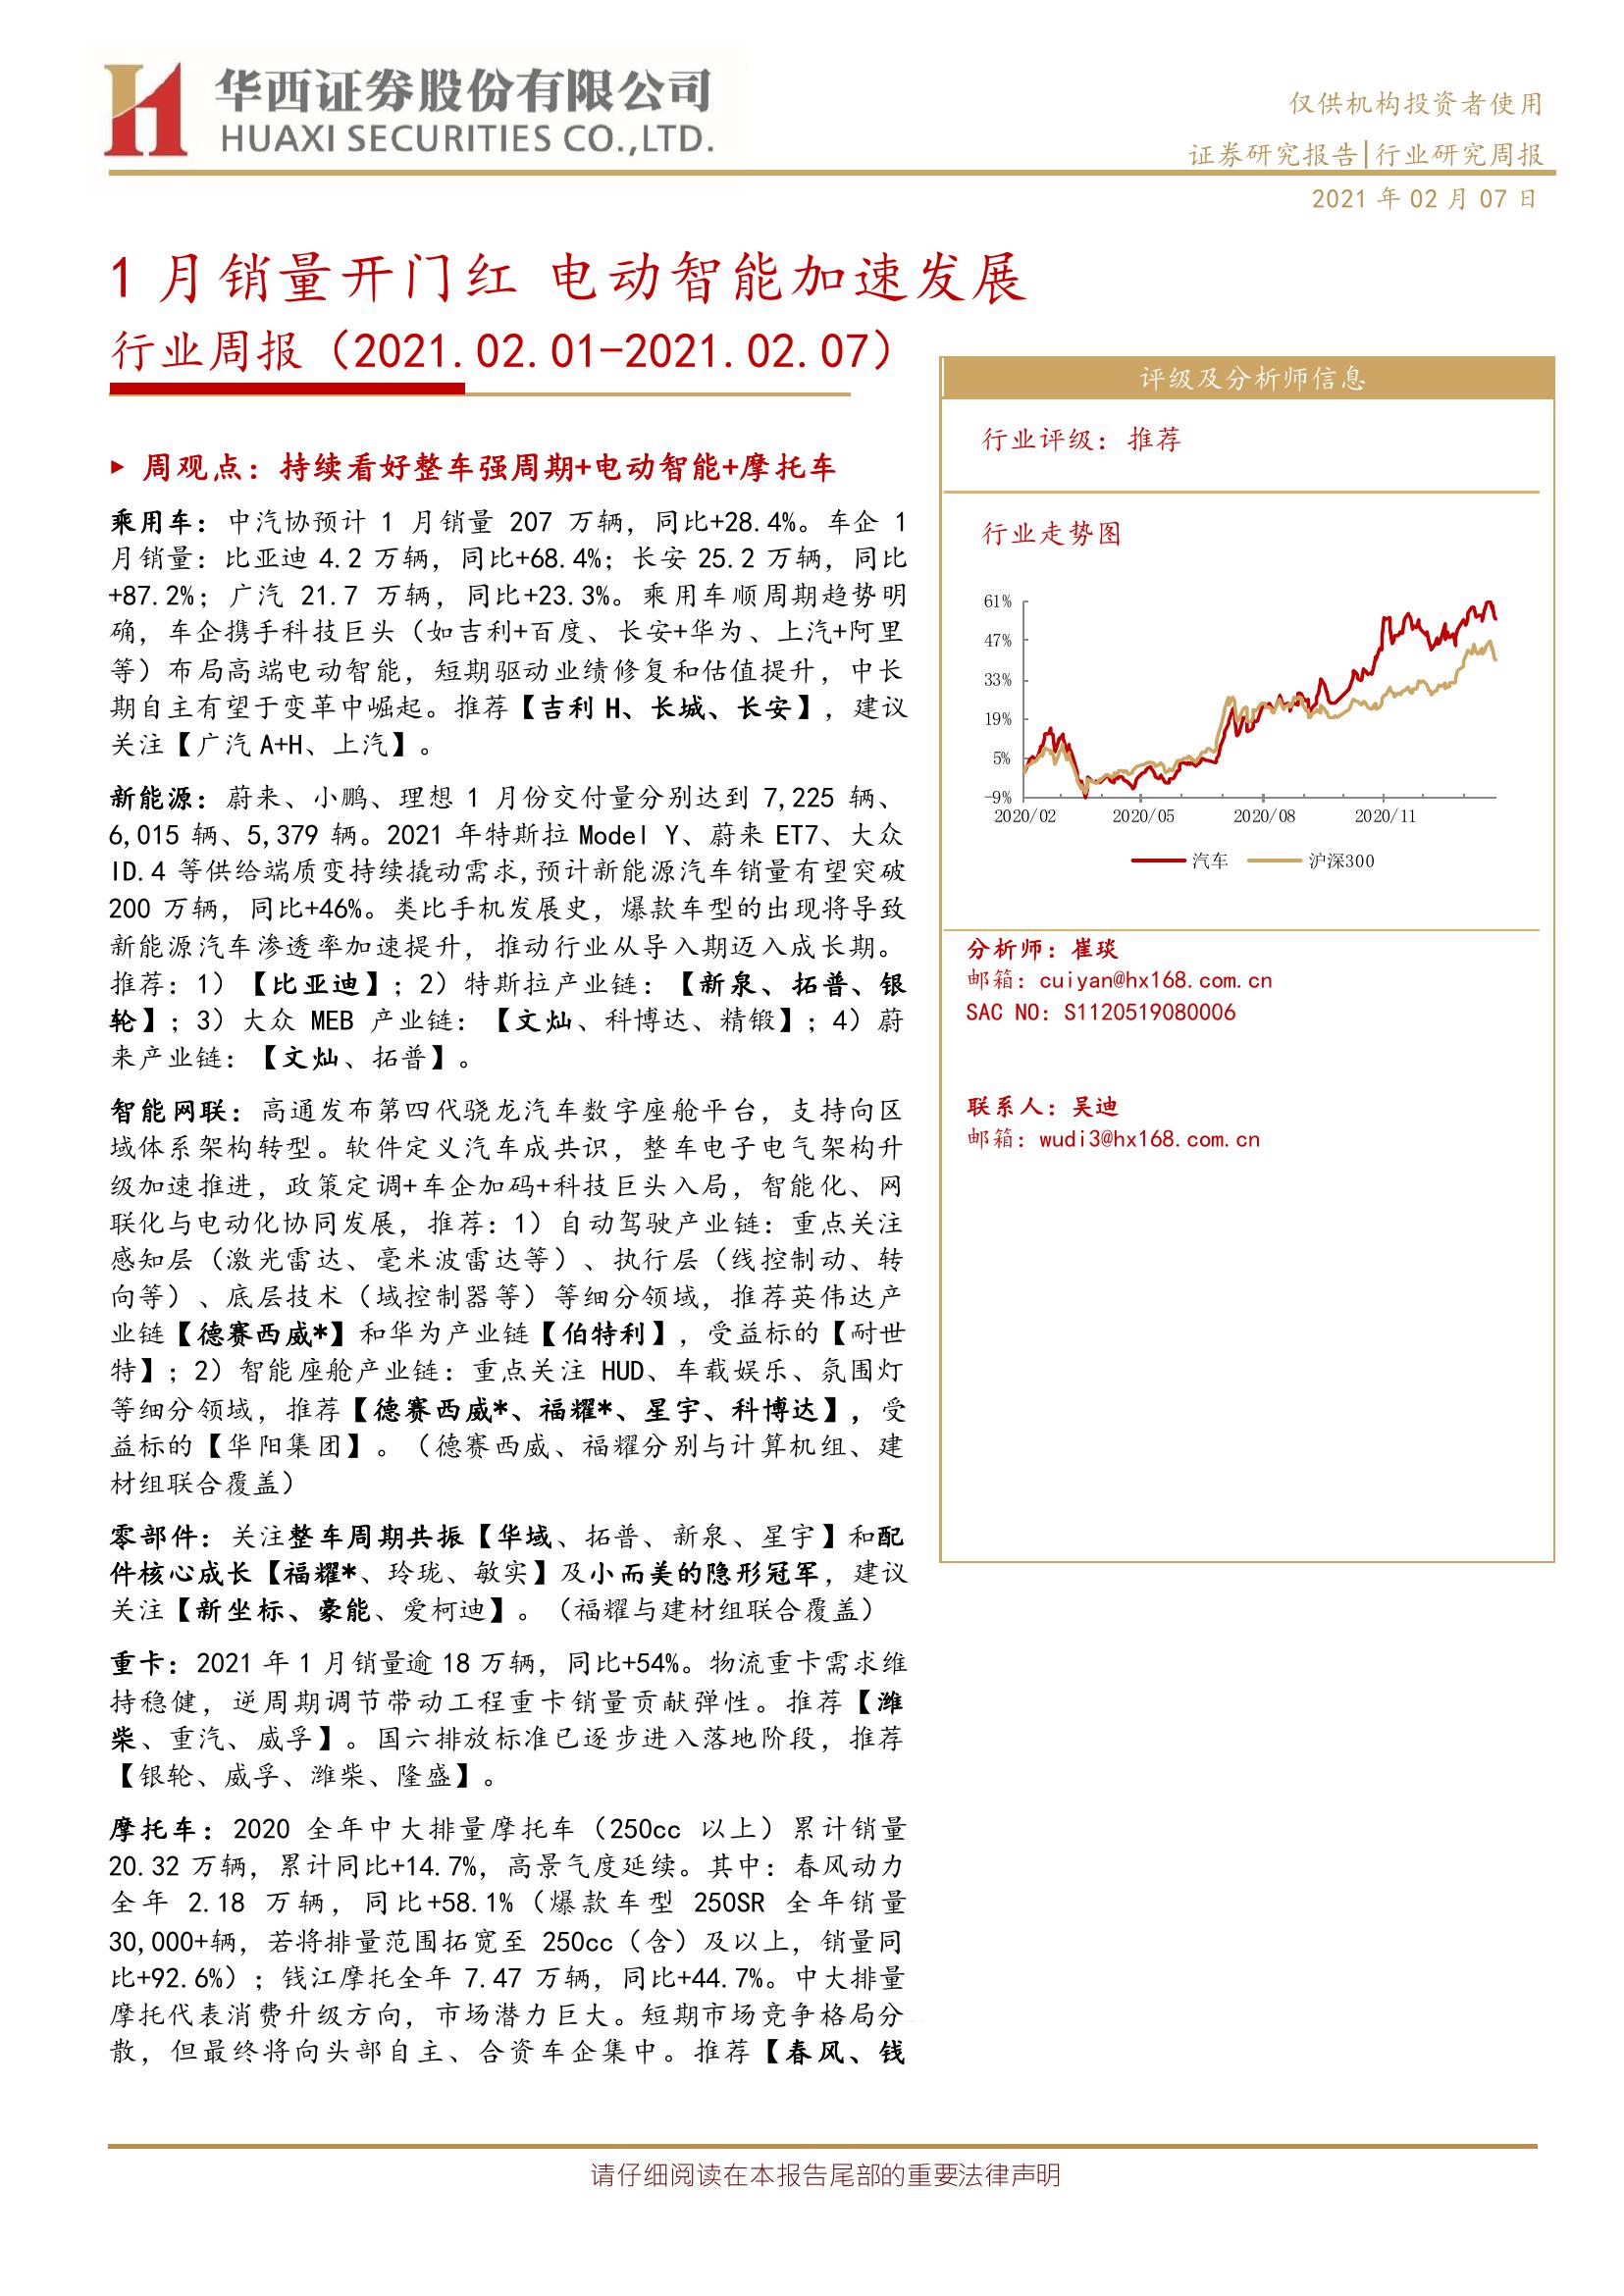 华西证券股份有限公司
HUAXI SECURITIES CO.,LTD.
仅供机构投资者使用
证券研究报告|行业研究周报
2021 年 02 月 07 日
1 月销量开门红 电动智能加速发展
行业周报（2021.02.01-2021.02.07）
周观点：持续看好整车强周期+电动智能+摩托车
乘用车：中汽协预计 1 月销量 207 万辆，同比+28.4%。车企 1
月销量：比亚迪 4.2 万辆，同比+68.4%；长安 25.2 万辆，同比
+87.2%；广汽 21.7 万辆，同比+23.3%。乘用车顺周期趋势明
确，车企携手科技巨头（如吉利+百度、长安+华为、上汽+阿里
等）布局高端电动智能，短期驱动业绩修复和估值提升，中长
期自主有望于变革中崛起。推荐【吉利 H、长城、长安】，建议
关注【广汽 A+H、上汽】。
新能源：蔚来、小鹏、理想 1 月份交付量分别达到 7,225 辆、
6,015 辆、5,379 辆。2021 年特斯拉 Model Y、蔚来 ET7、大众
ID.4 等供给端质变持续撬动需求,预计新能源汽车销量有望突破
200 万辆，同比+46%。类比手机发展史，爆款车型的出现将导致
新能源汽车渗透率加速提升，推动行业从导入期迈入成长期。
推荐：1）【比亚迪】；2）特斯拉产业链：【新泉、拓普、银
轮】；3）大众 MEB 产业链：【文灿、科博达、精锻】；4）蔚
来产业链：【文灿、拓普】。
智能网联：高通发布第四代骁龙汽车数字座舱平台，支持向区
域体系架构转型。软件定义汽车成共识，整车电子电气架构升
级加速推进，政策定调+车企加码+科技巨头入局，智能化、网
联化与电动化协同发展，推荐：1）自动驾驶产业链：重点关注
感知层（激光雷达、毫米波雷达等）、执行层（线控制动、转
向等）、底层技术（域控制器等）等细分领域，推荐英伟达产
业链【德赛西威*】和华为产业链【伯特利】，受益标的【耐世
特】；2）智能座舱产业链：重点关注 HUD、车载娱乐、氛围灯
等细分领域，推荐【德赛西威*、福耀*、星宇、科博达】，受
益标的【华阳集团】。（德赛西威、福耀分别与计算机组、建
材组联合覆盖）
零部件：关注整车周期共振【华域、拓普、新泉、星宇】和配
件核心成长【福耀*、玲珑、敏实】及小而美的隐形冠军，建议
关注【新坐标、豪能、爱柯迪】。（福耀与建材组联合覆盖）
重卡：2021 年 1 月销量逾 18 万辆，同比+54%。物流重卡需求维
持稳健，逆周期调节带动工程重卡销量贡献弹性。推荐【潍
柴、重汽、威孚】。国六排放标准已逐步进入落地阶段，推荐
【银轮、威孚、潍柴、隆盛】。
摩托车：2020 全年中大排量摩托车（250cc 以上）累计销量
20.32 万辆，累计同比+14.7%，高景气度延续。其中：春风动力
全年 2.18 万辆，同比+58.1%（爆款车型 250SR 全年销量
30,000+辆，若将排量范围拓宽至 250cc（含）及以上，销量同
比+92.6%）；钱江摩托全年 7.47 万辆，同比+44.7%。中大排量
摩托代表消费升级方向，市场潜力巨大。短期市场竞争格局分
散，但最终将向头部自主、合资车企集中。推荐【春风、钱
评级及分析师信息
行业评级：推荐
行业走势图
61%
47%
33%
19%
5%
-9%
2020/02 2020/05 2020/08 2020/11
汽车 沪深300
分析师：崔琰
邮箱：cuiyan@hx168.com.cn
SAC NO：S1120519080006
联系人：吴迪
邮箱：wudi3@hx168.com.cn
请仔细阅读在本报告尾部的重要法律声明